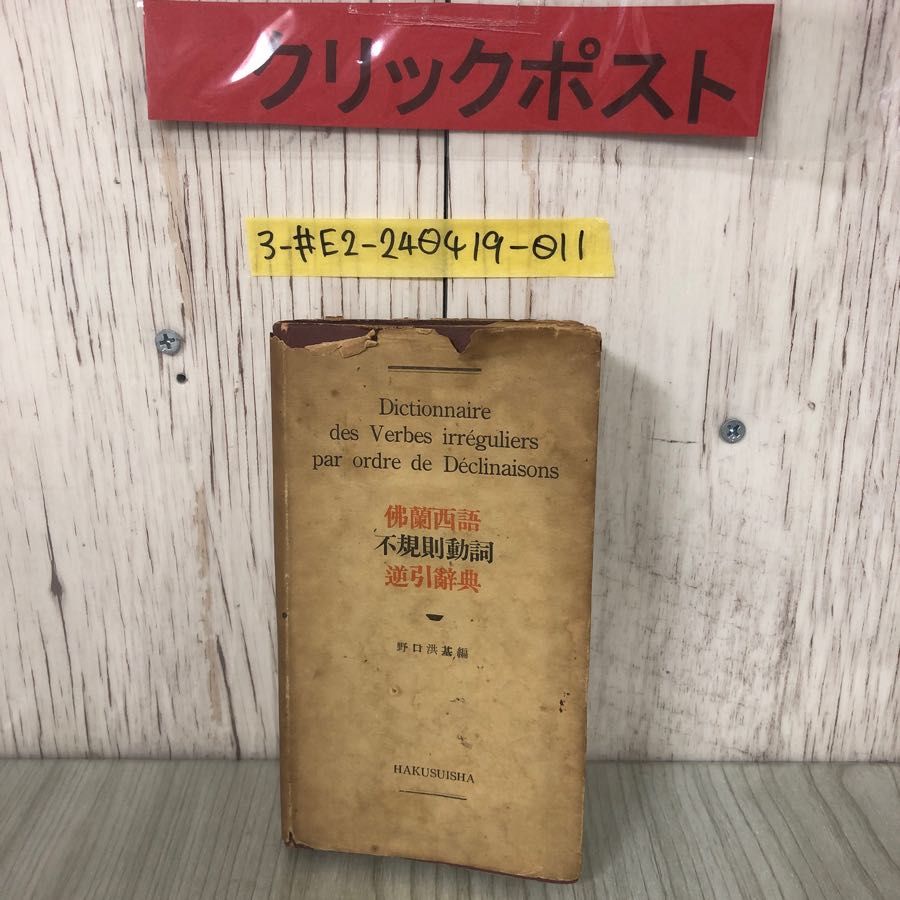 クリックポスト
3-#E2-240419-011
Dictionnaire
des Verbes irréguliers
par ordre de Déclinaisons
佛蘭西語
不規則動詞
逆引辭典
野口洪基編
HAKUSUISHA